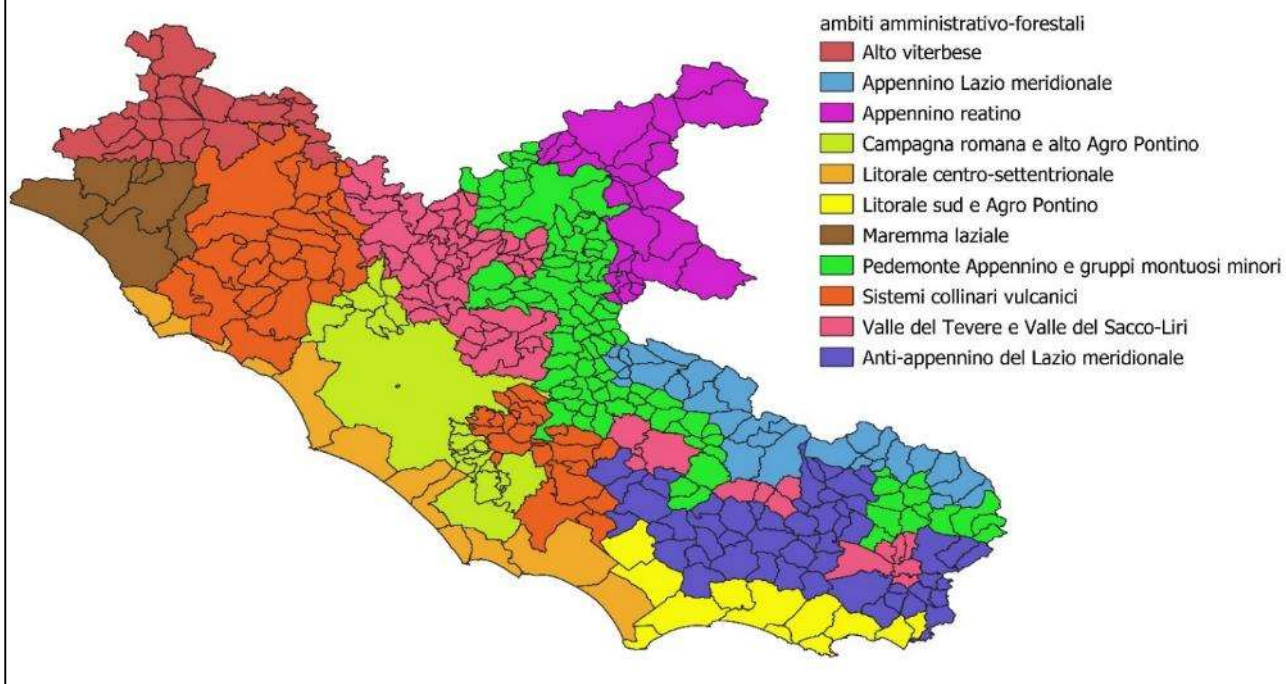 ambiti amministrativo-forestali
Alto viterbese
Appennino Lazio meridionale
Appennino reatino
Campagna romana e alto Agro Pontino
Litorale centro-settentrionale
Litorale sud e Agro Pontino
Maremma laziale
Pedemonte Appennino e gruppi montuosi minori
Sistemi collinari vulcanici
Valle del Tevere e Valle del Sacco-Liri
Anti-appennino del Lazio meridionale